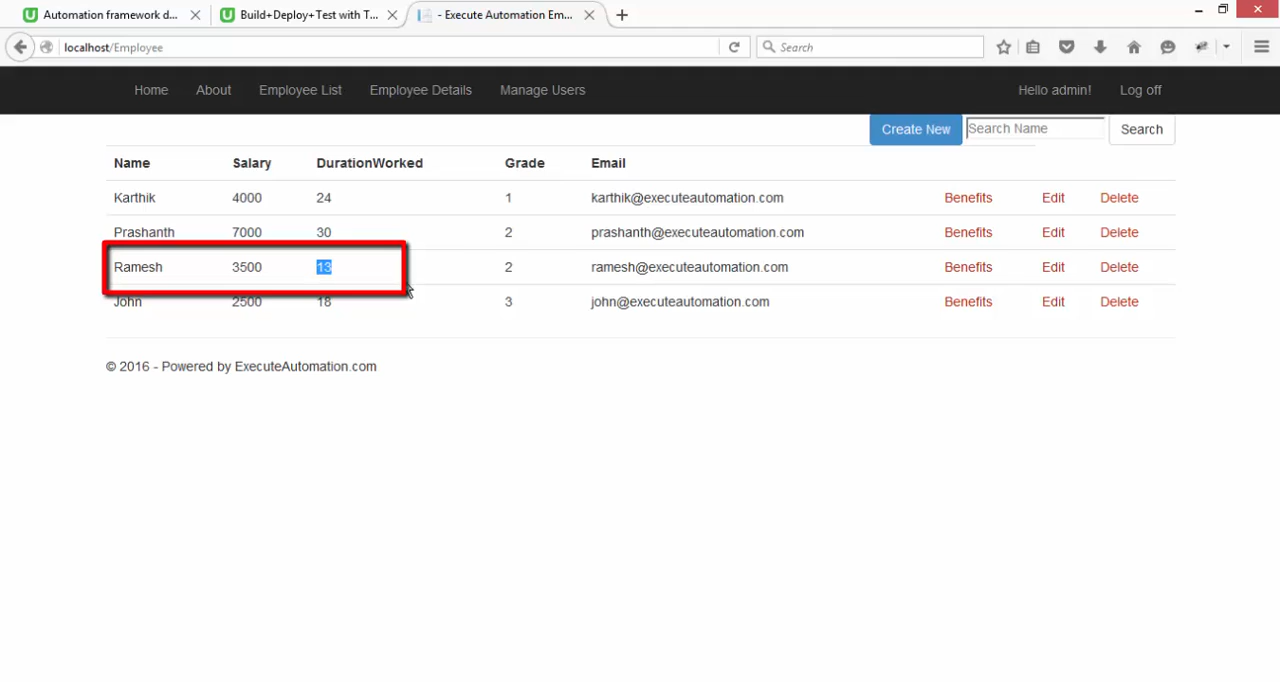 Automation framework d... Build+Deploy+Test with T... - Execute Automation Em...
localhost/Employee Search
Home About Employee List Employee Details Manage Users Hello admin! Log off
Create New Search Name Search
Name Salary DurationWorked Grade Email
Karthik 4000 24 1 karthik@executeautomation.com Benefits Edit Delete
Prashanth 7000 30 2 prashanth@executeautomation.com Benefits Edit Delete
Ramesh 3500 13 2 ramesh@executeautomation.com Benefits Edit Delete
John 2500 18 3 john@executeautomation.com Benefits Edit Delete
© 2016 - Powered by ExecuteAutomation.com